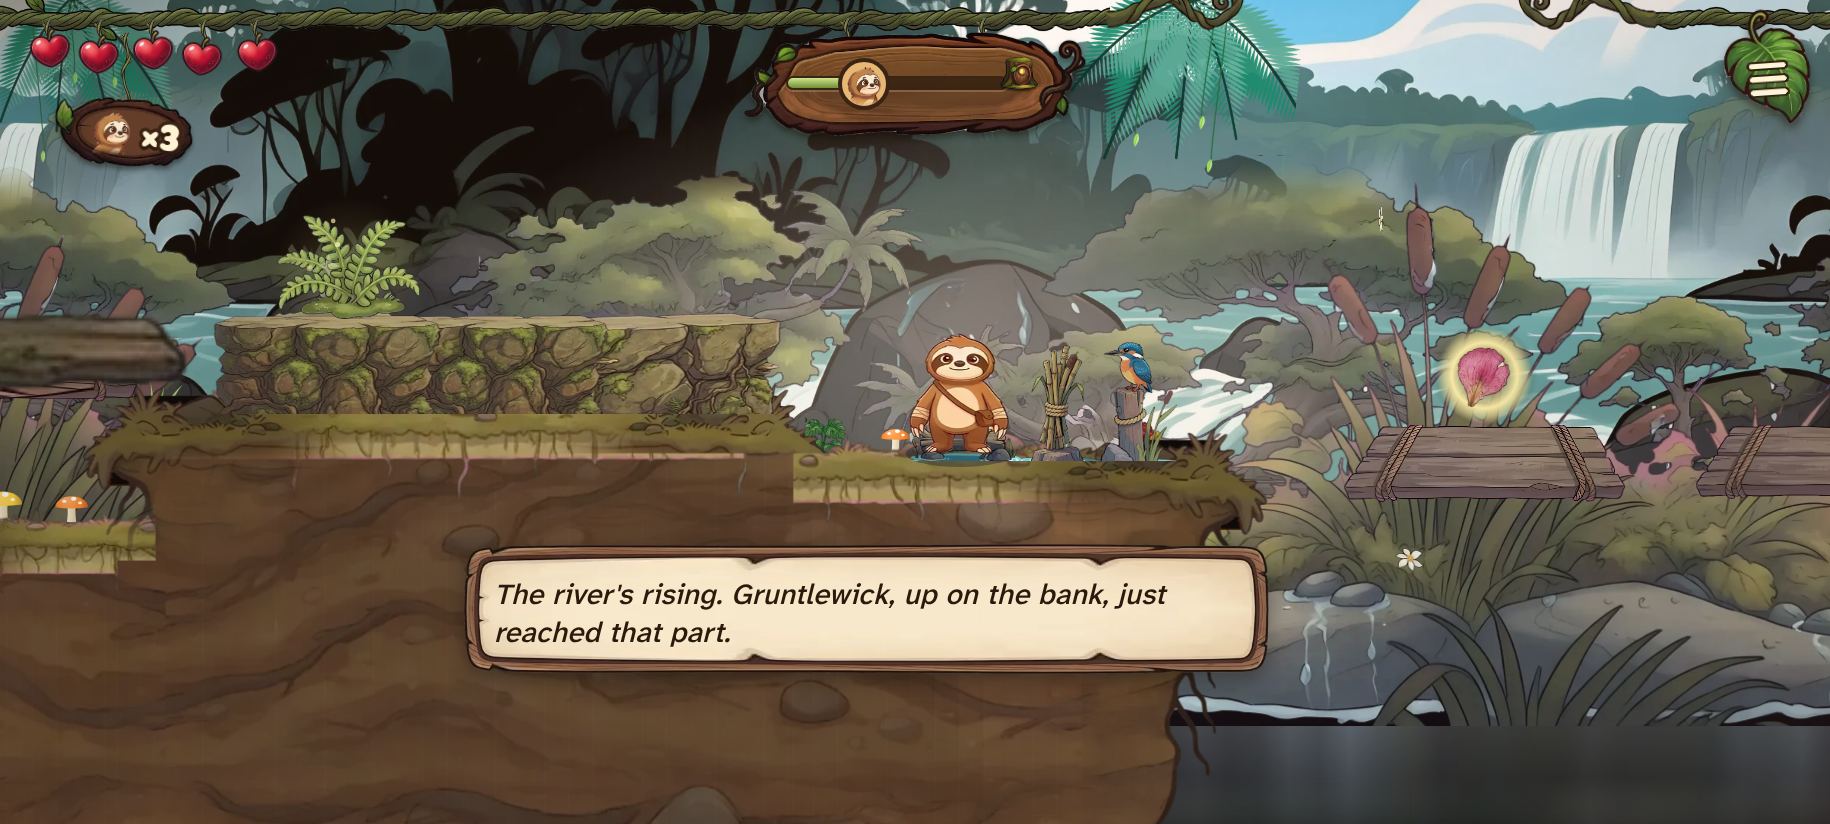 ×3
The river's rising. Gruntlewick, up on the bank, just
reached that part.